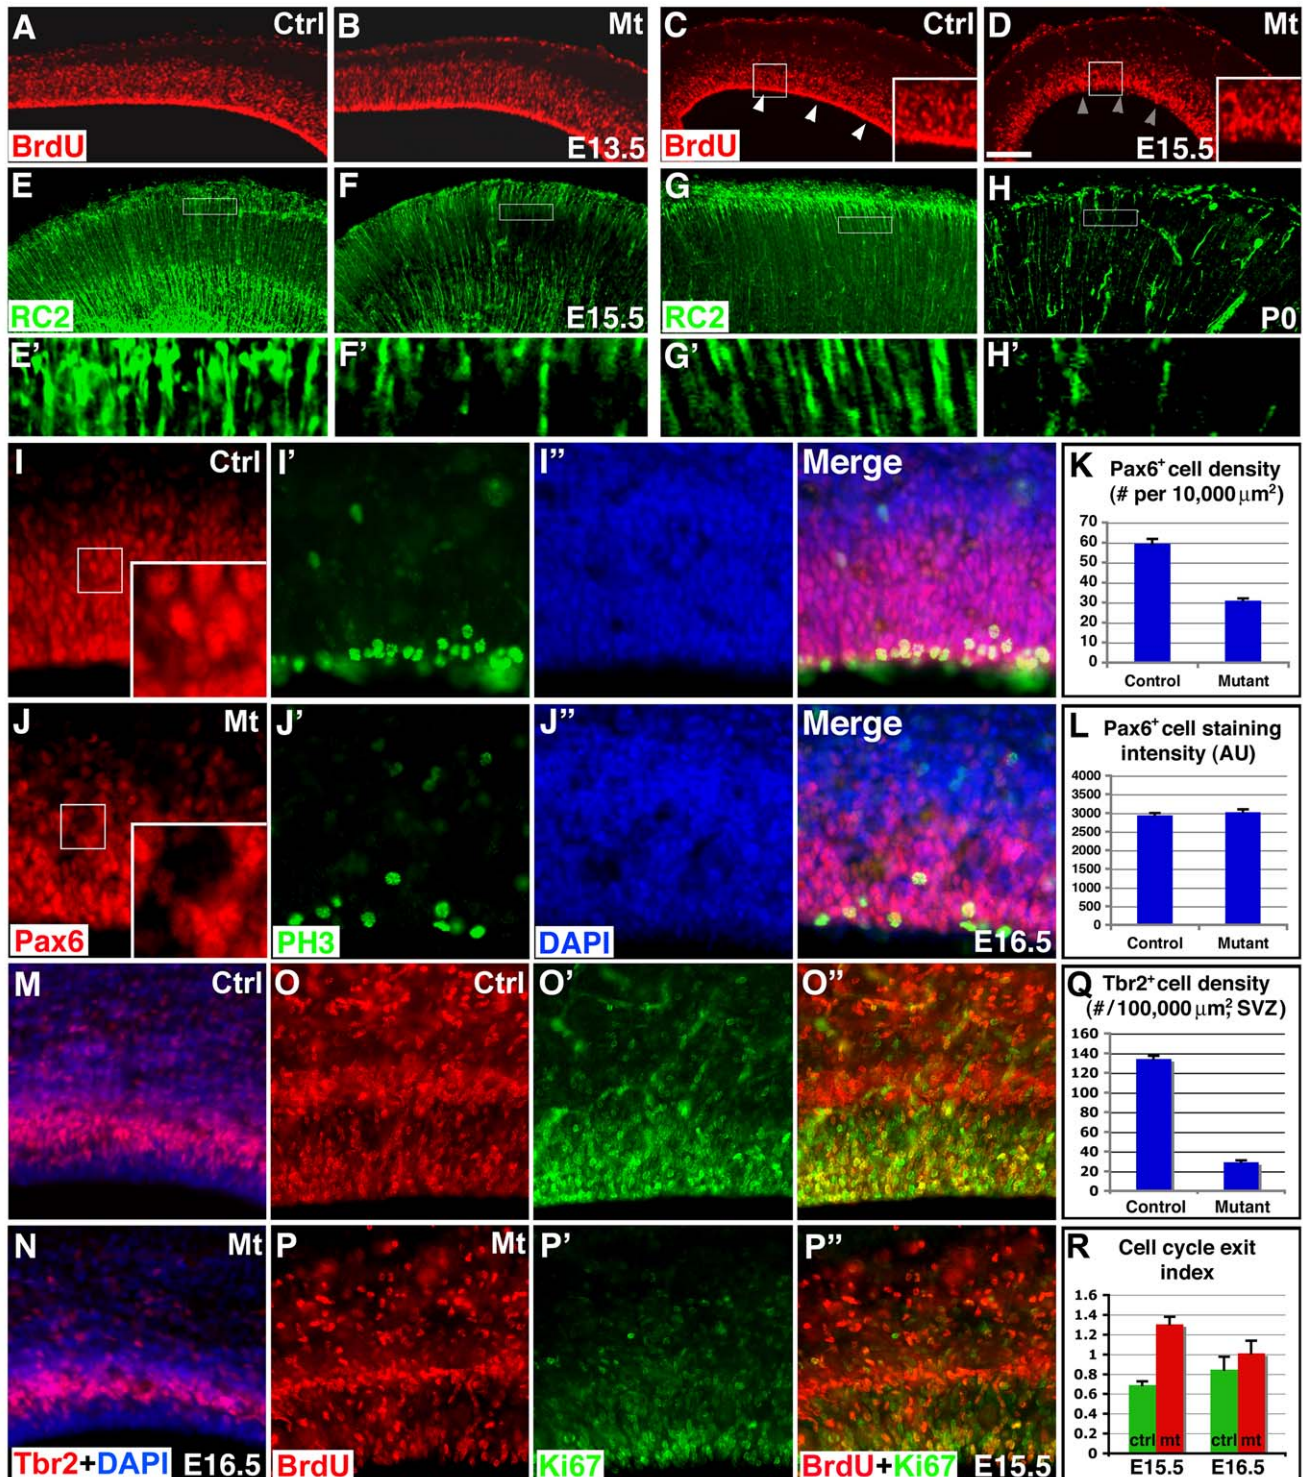 A Ctrl
B Mt
C Ctrl
D Mt
BrdU
E13.5
BrdU
E15.5
E
F
G
H
RC2
E15.5
RC2
P0
E'
F'
G'
H'
I Ctrl
I'
I"
Merge
K Pax6+ cell density
(# per 10,000 µm2)
70
60
50
40
30
20
10
0
Control Mutant
J Mt
J'
J"
Merge
Pax6
PH3
DAPI
E16.5
L Pax6+ cell staining
intensity (AU)
4000
3500
3000
2500
2000
1500
1000
500
0
Control Mutant
M Ctrl
O Ctrl
O'
O"
Q Tbr2+ cell density
(#/100,000 µm2, SVZ)
160
140
120
100
80
60
40
20
0
Control Mutant
N Mt
P Mt
P'
P"
Tbr2+DAPI E16.5
BrdU
Ki67
BrdU+Ki67 E15.5
R Cell cycle exit
index
1.6
1.4
1.2
1
0.8
0.6
0.4
0.2
0
ctrl mt ctrl mt
E15.5 E16.5